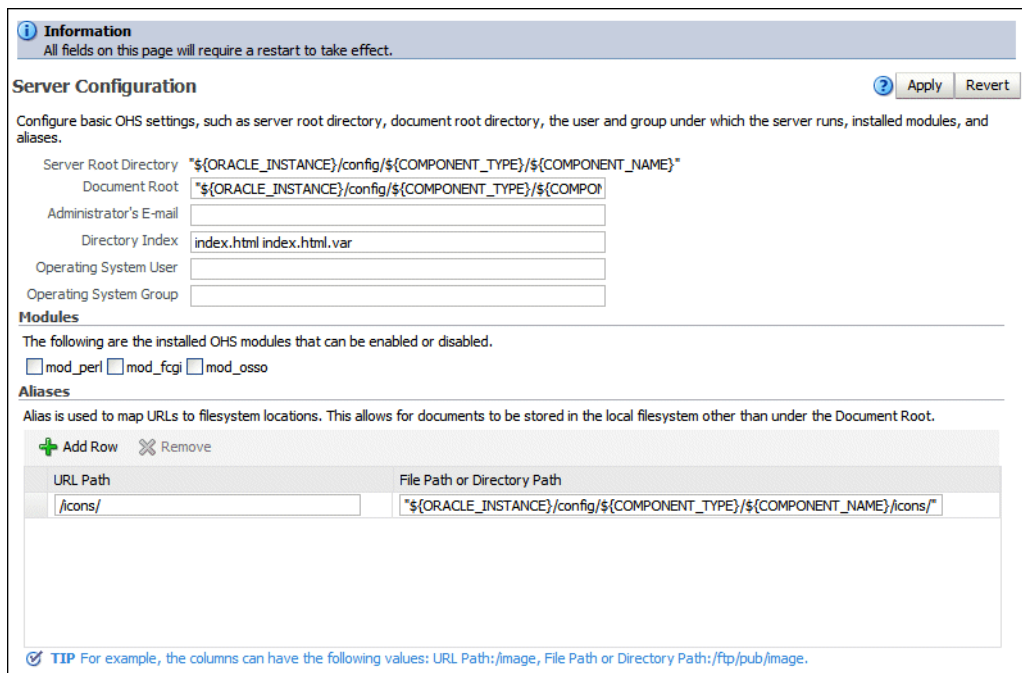 Information
All fields on this page will require a restart to take effect.
Server Configuration
Apply Revert
Configure basic OHS settings, such as server root directory, document root directory, the user and group under which the server runs, installed modules, and
aliases.
Server Root Directory "${ORACLE_INSTANCE}/config/${COMPONENT_TYPE}/${COMPONENT_NAME}"
Document Root "${ORACLE_INSTANCE}/config/${COMPONENT_TYPE}/${COMPON
Administrator's E-mail
Directory Index index.html index.html.var
Operating System User
Operating System Group
Modules
The following are the installed OHS modules that can be enabled or disabled.
mod_perl mod_fcgi mod_osso
Aliases
Alias is used to map URLs to filesystem locations. This allows for documents to be stored in the local filesystem other than under the Document Root.
Add Row Remove
URL Path File Path or Directory Path
/icons/ "${ORACLE_INSTANCE}/config/${COMPONENT_TYPE}/${COMPONENT_NAME}/icons/"
TIP For example, the columns can have the following values: URL Path:/image, File Path or Directory Path:/ftp/pub/image.